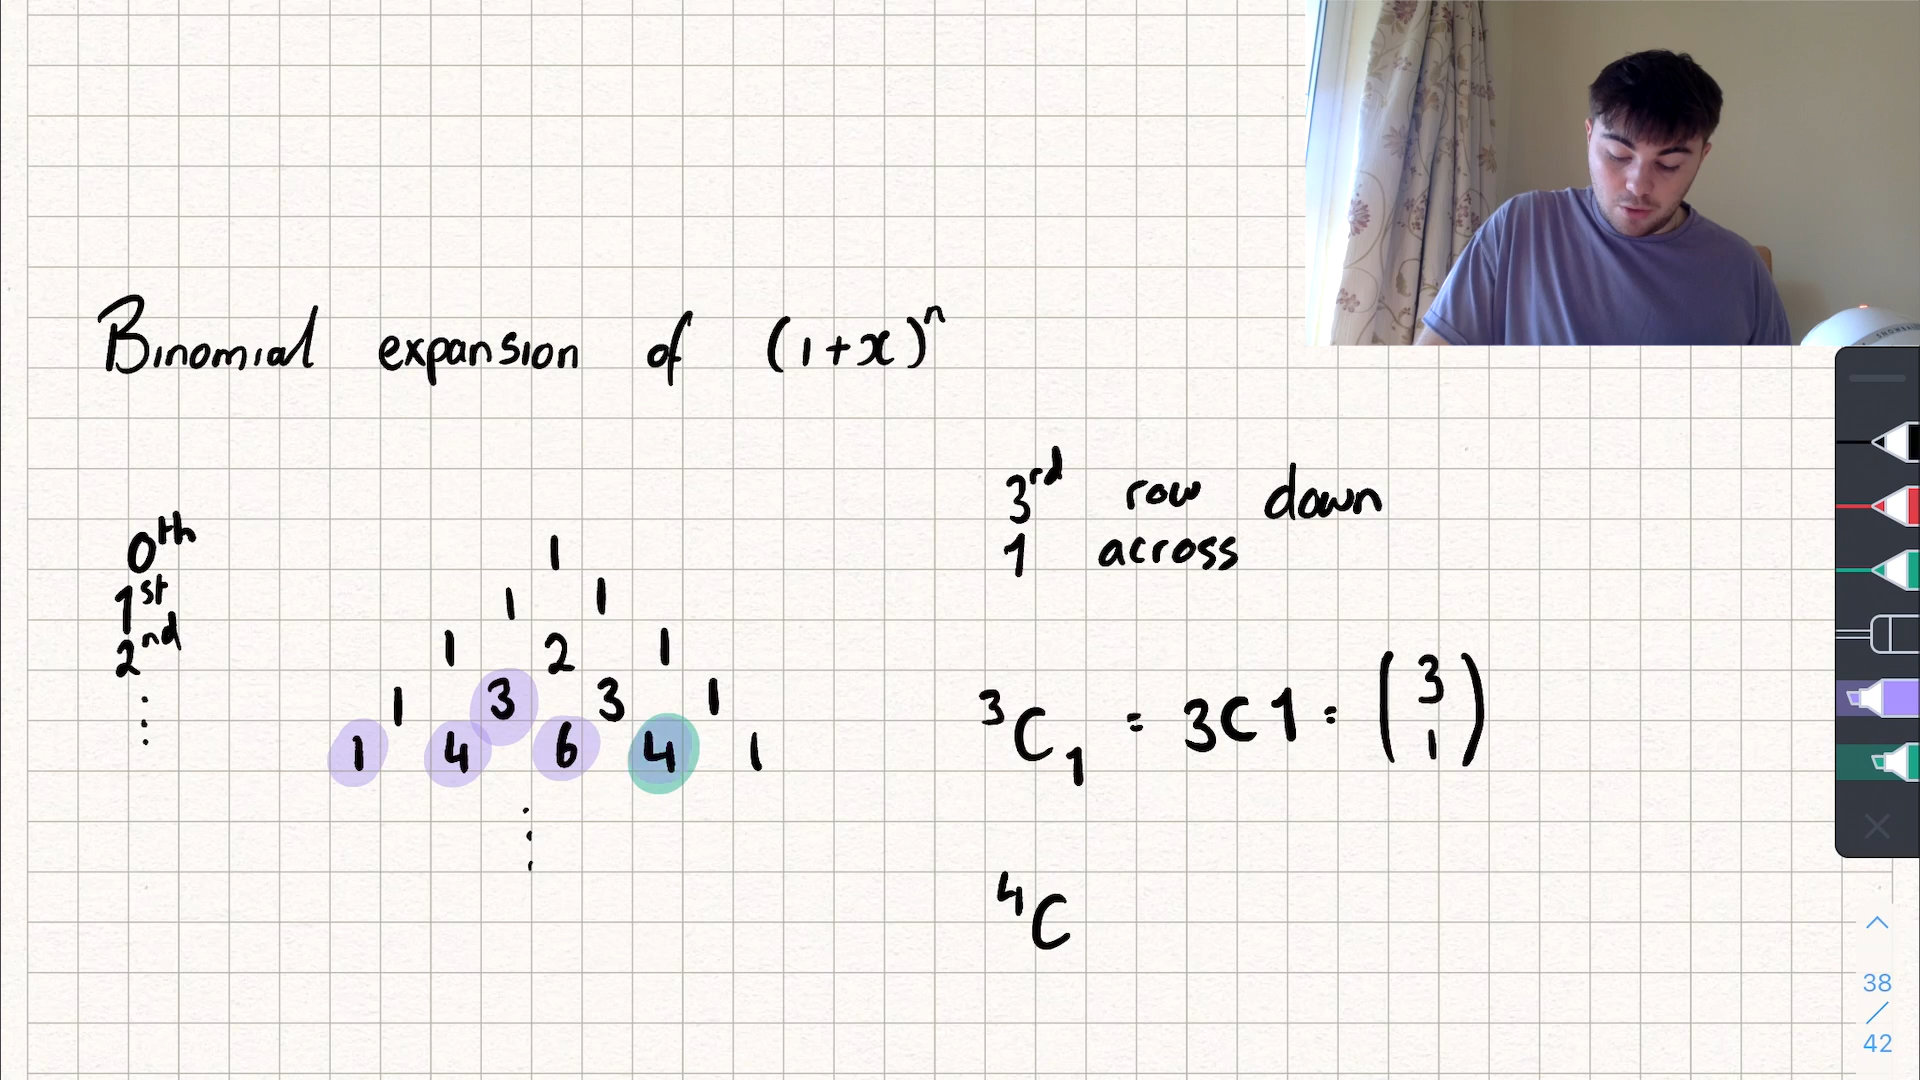 Binomial expansion of (1+x)ⁿ
0th
1st
2nd
⋮
1
1 1
1 2 1
1 3 3 1
1 4 6 4 1
⋮
3rd row down
1 across
³C₁ = 3C1 = (3 1)
⁴C
38
/
42